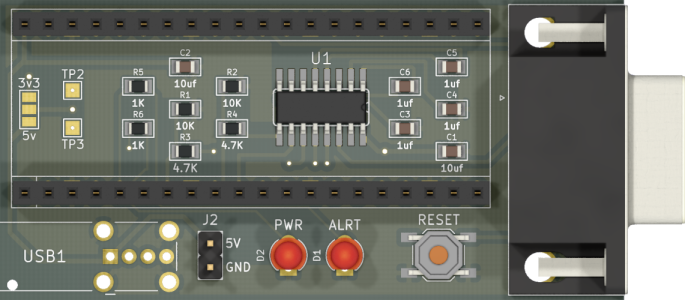 3v3
5v
TP2
TP3
R5
1K
R6
1K
C2
10uf
R1
10K
R3
4.7K
R2
10K
R4
4.7K
U1
C6
1uf
C3
1uf
C5
1uf
C4
1uf
C1
10uf
USB1
J2
5V
GND
PWR
D2
ALRT
D1
RESET